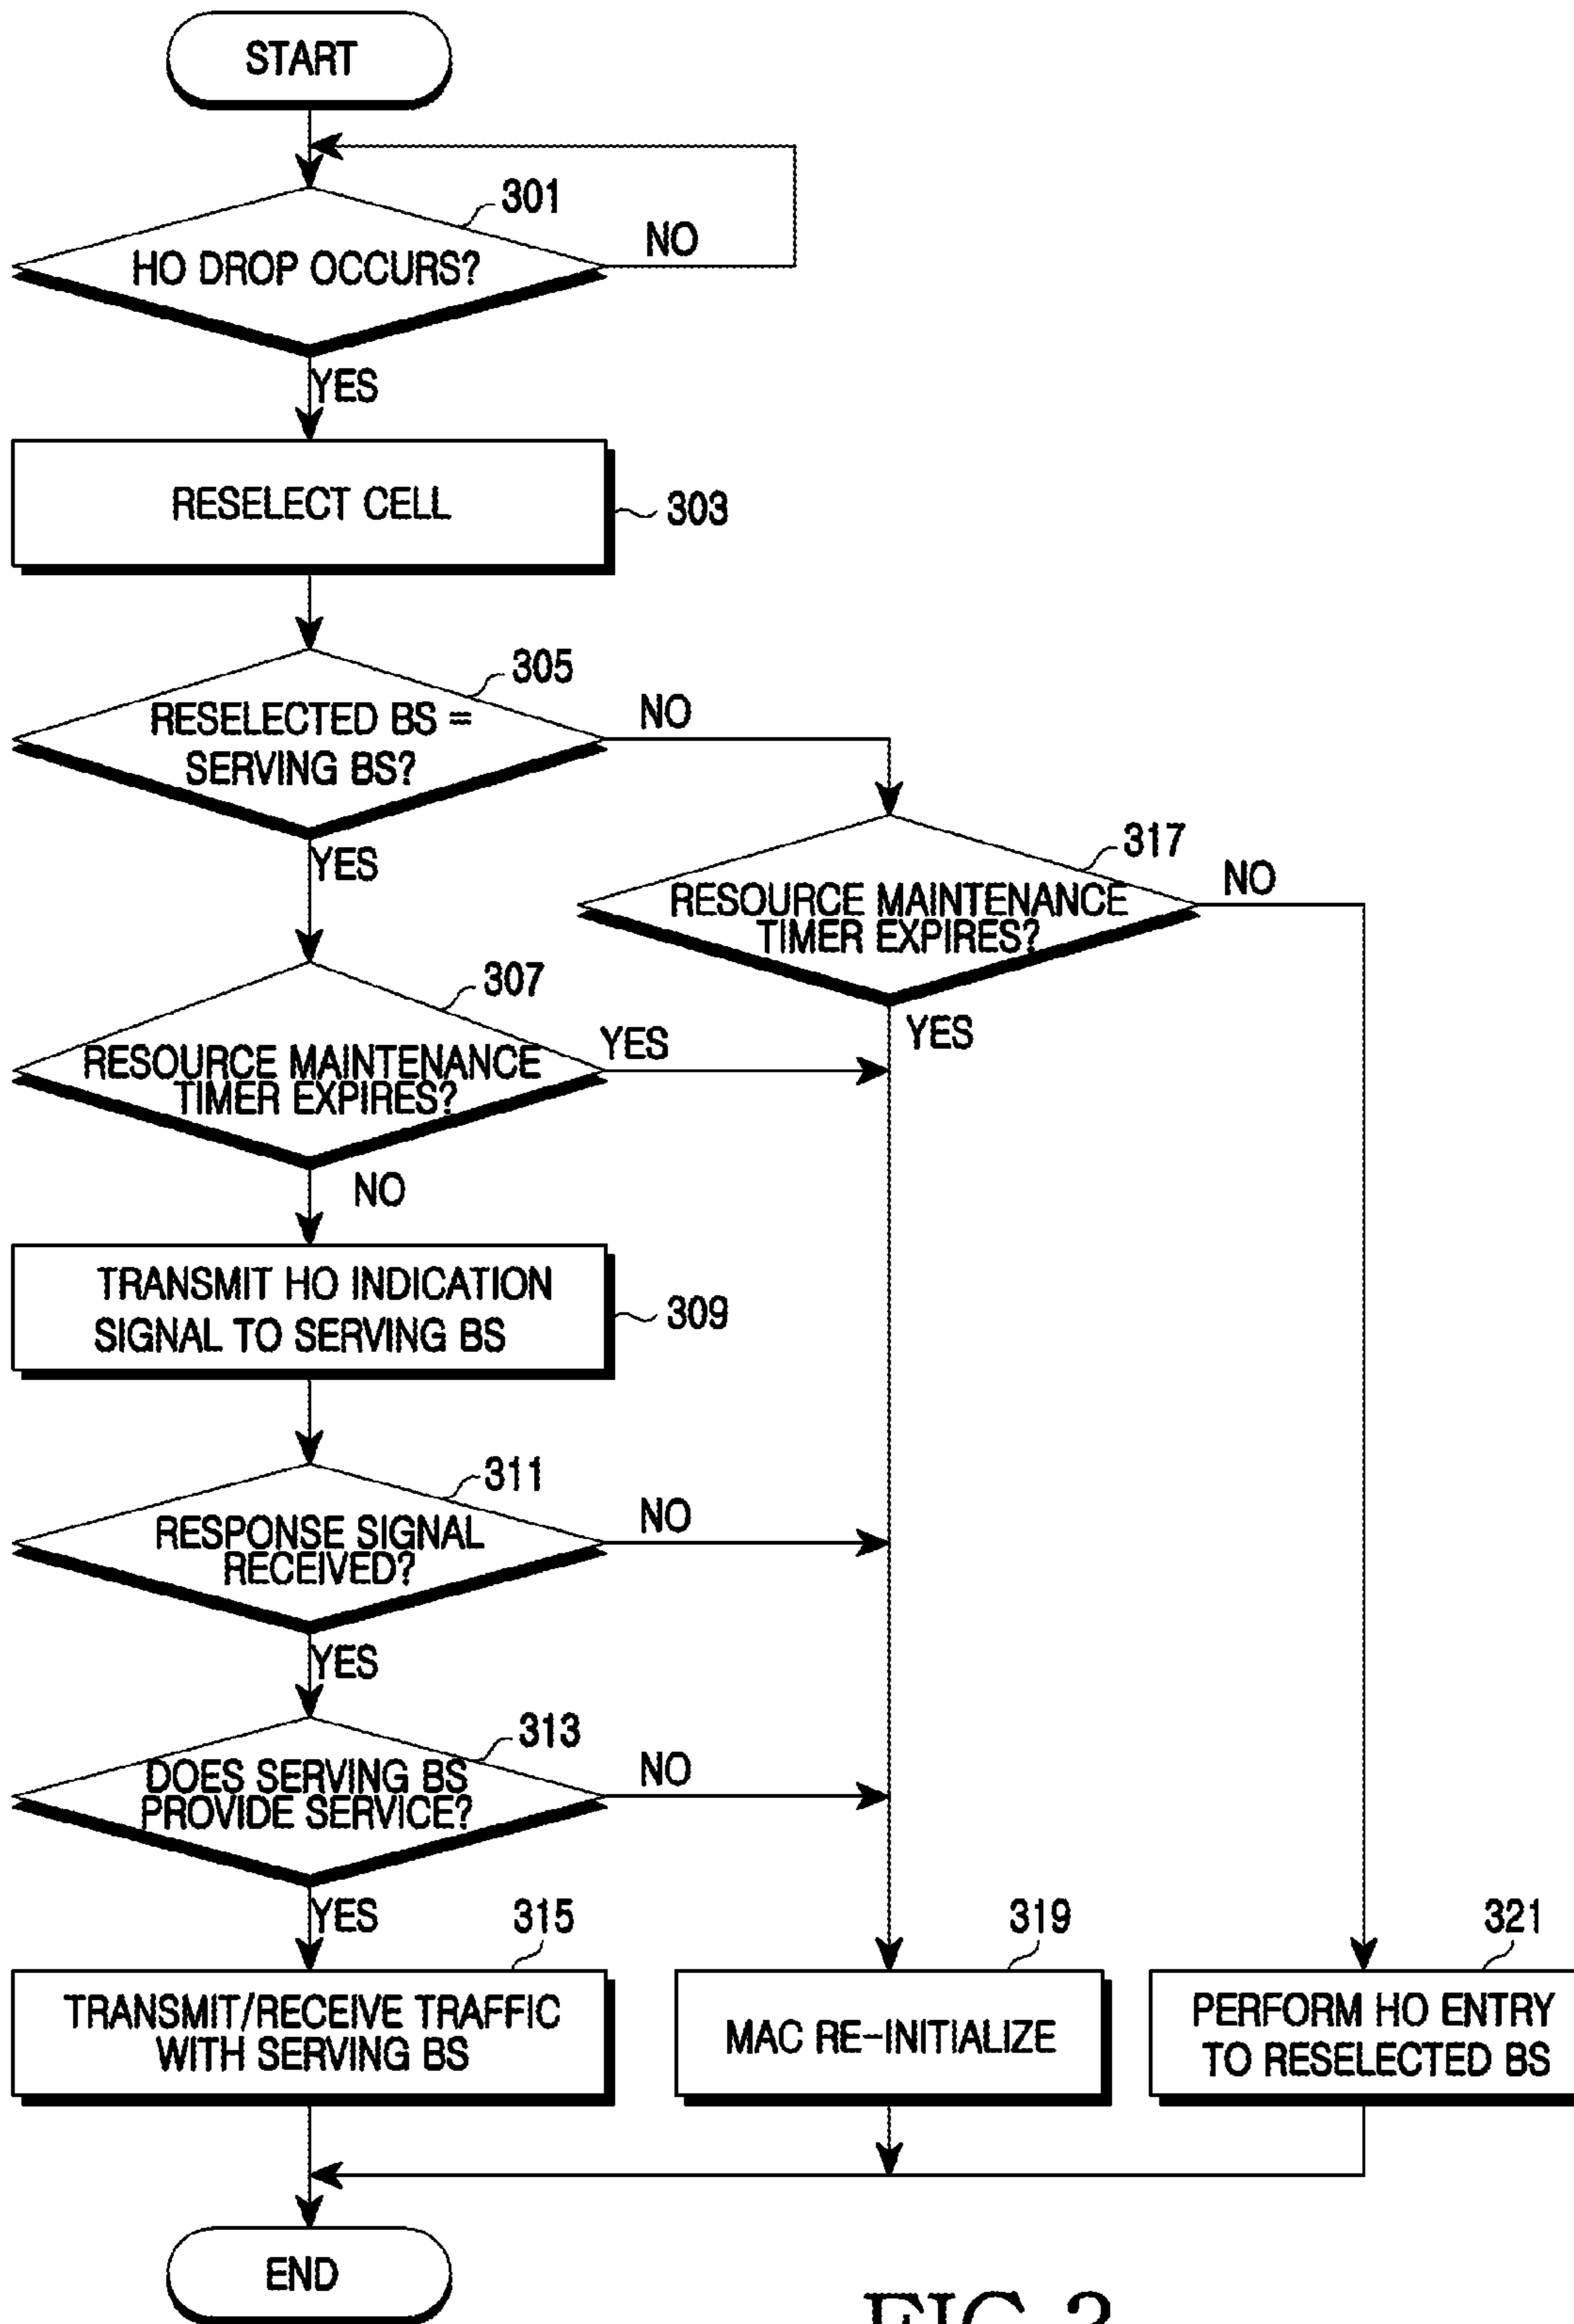 START
301
HO DROP OCCURS?
NO
YES
RESELECT CELL
303
305
RESELECTED BS =
SERVING BS?
NO
YES
317
RESOURCE MAINTENANCE
TIMER EXPIRES?
NO
YES
307
RESOURCE MAINTENANCE
TIMER EXPIRES?
YES
NO
TRANSMIT HO INDICATION
SIGNAL TO SERVING BS
309
311
RESPONSE SIGNAL
RECEIVED?
NO
YES
313
DOES SERVING BS
PROVIDE SERVICE?
NO
YES
315
TRANSMIT/RECEIVE TRAFFIC
WITH SERVING BS
319
MAC RE-INITIALIZE
321
PERFORM HO ENTRY
TO RESELECTED BS
END
FIG.3